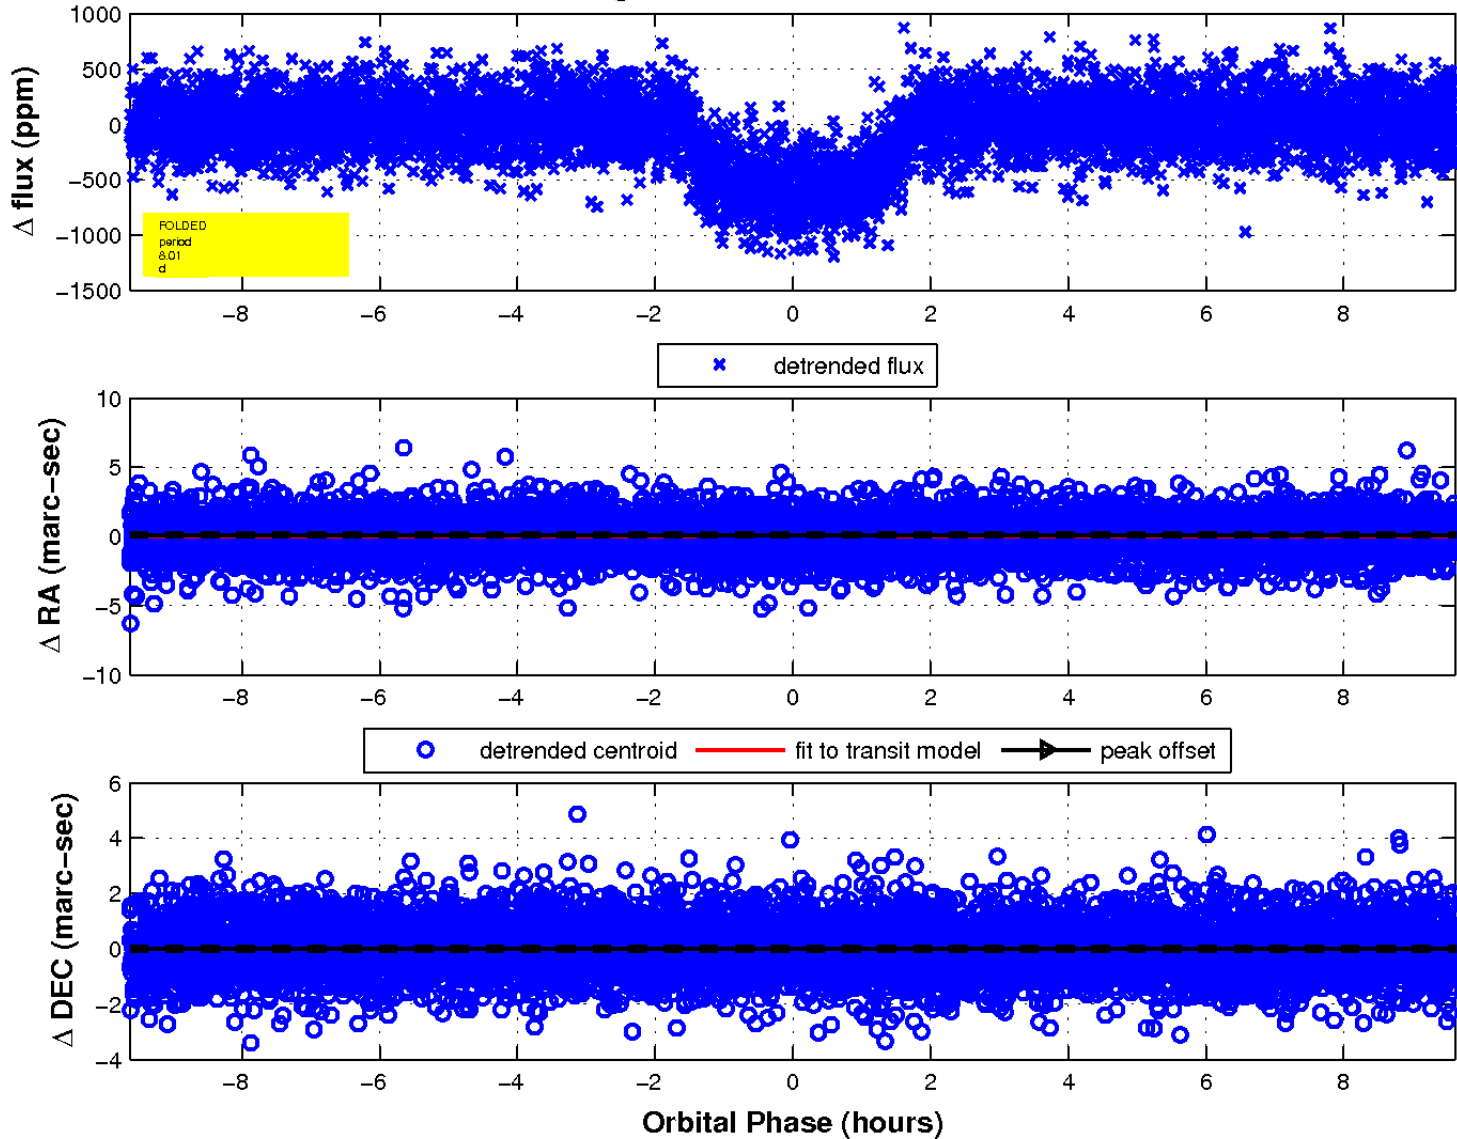 1000
500
0
−500
−1000
−1500
Δ flux (ppm)
FOLDED
period
8.01
d
−8 −6 −4 −2 0 2 4 6 8
detrended flux
10
5
0
−5
−10
Δ RA (marc−sec)
−8 −6 −4 −2 0 2 4 6 8
detrended centroid fit to transit model peak offset
6
4
2
0
−2
−4
Δ DEC (marc−sec)
−8 −6 −4 −2 0 2 4 6 8
Orbital Phase (hours)